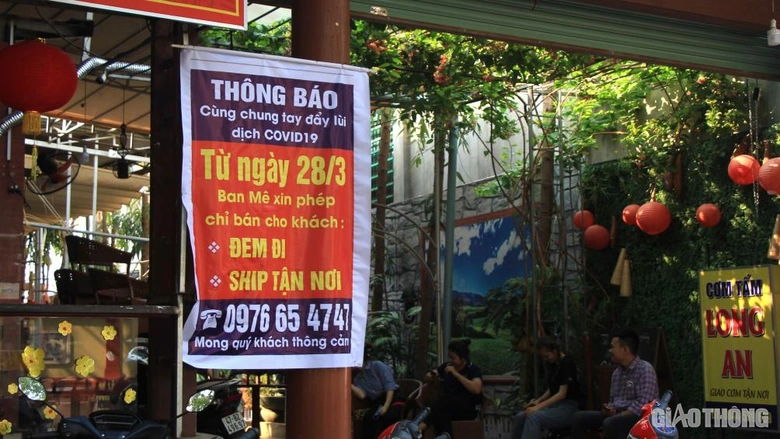 THÔNG BÁO
Cùng chung tay đẩy lùi
dịch COVID19
Từ ngày 28/3
Ban Mê xin phép
chỉ bán cho khách :
ĐEM ĐI
SHIP TẬN NƠI
☎ 0976 65 4747
Mong quý khách thông cảm
CƠM TẤM
LONG
AN
GIAO CƠM TẬN NƠI
GIAOTHÔNG